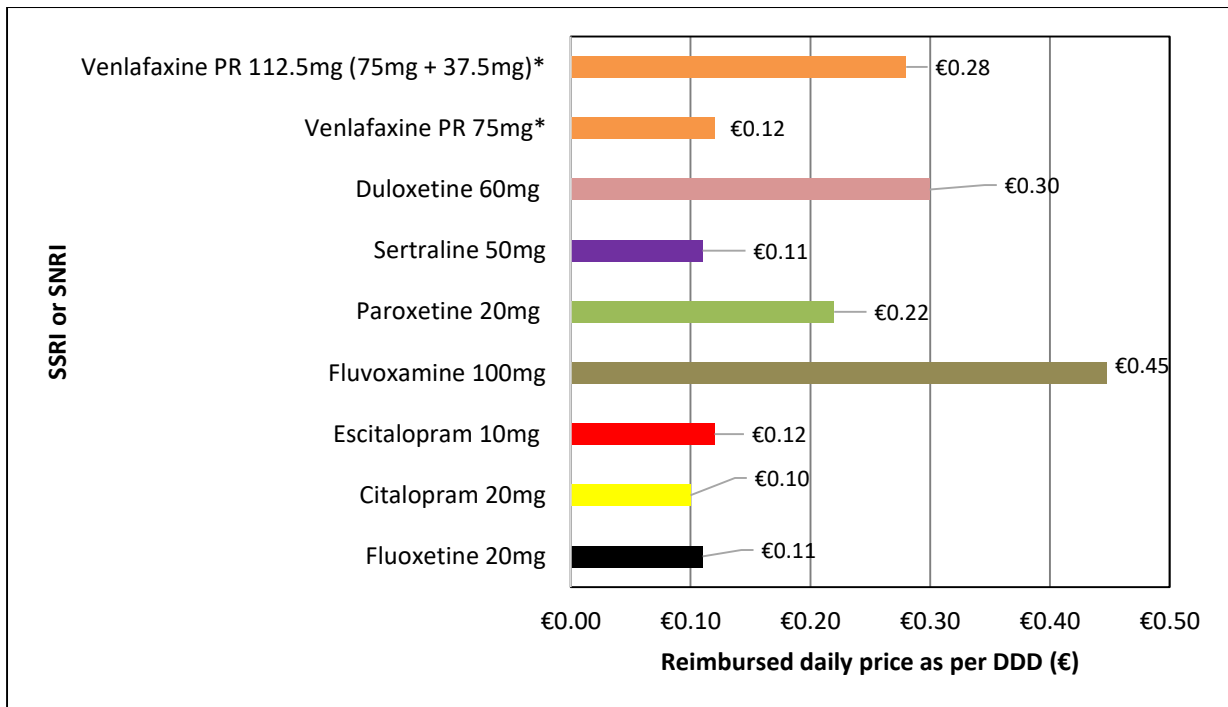 Venlafaxine PR 112.5mg (75mg + 37.5mg)* €0.28
Venlafaxine PR 75mg* €0.12
Duloxetine 60mg €0.30
Sertraline 50mg €0.11
Paroxetine 20mg €0.22
Fluvoxamine 100mg €0.45
Escitalopram 10mg €0.12
Citalopram 20mg €0.10
Fluoxetine 20mg €0.11
SSRI or SNRI
€0.00 €0.10 €0.20 €0.30 €0.40 €0.50
Reimbursed daily price as per DDD (€)